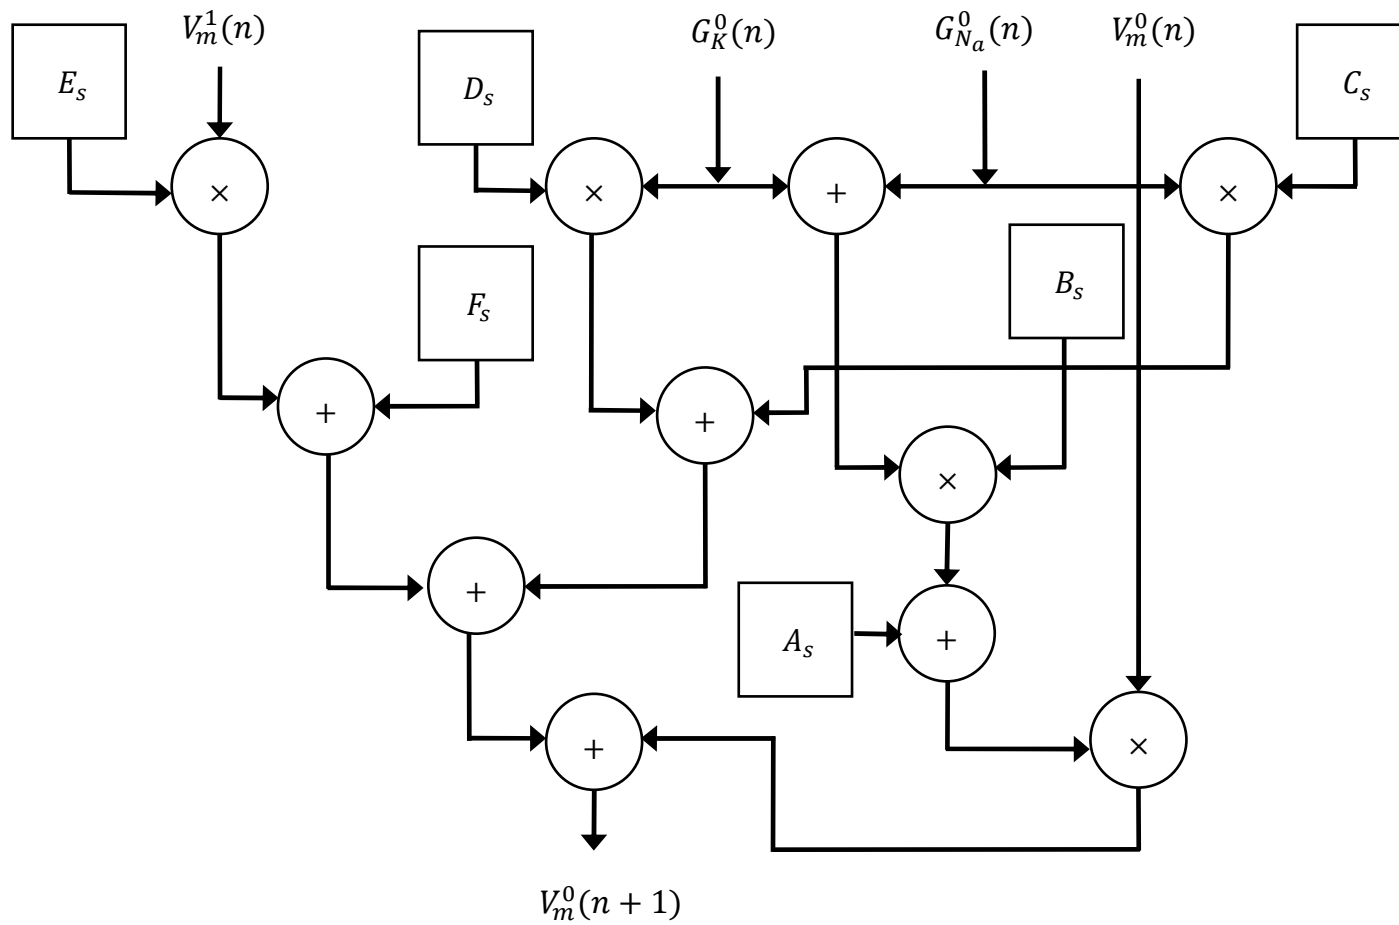 V_m^1(n)
G_K^0(n)
G_{N_a}^0(n)
V_m^0(n)
E_s
D_s
C_s
×
×
+
×
F_s
B_s
+
+
×
+
A_s
+
+
×
V_m^0(n + 1)